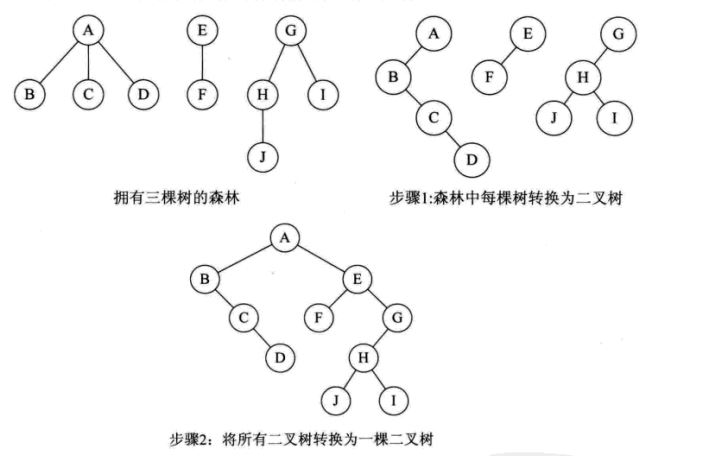 A E G
B C D F H I
J
拥有三棵树的森林
A E G
B F H
C J I
D
步骤1:森林中每棵树转换为二叉树
A
B E
C F G
D H
J I
步骤2：将所有二叉树转换为一棵二叉树